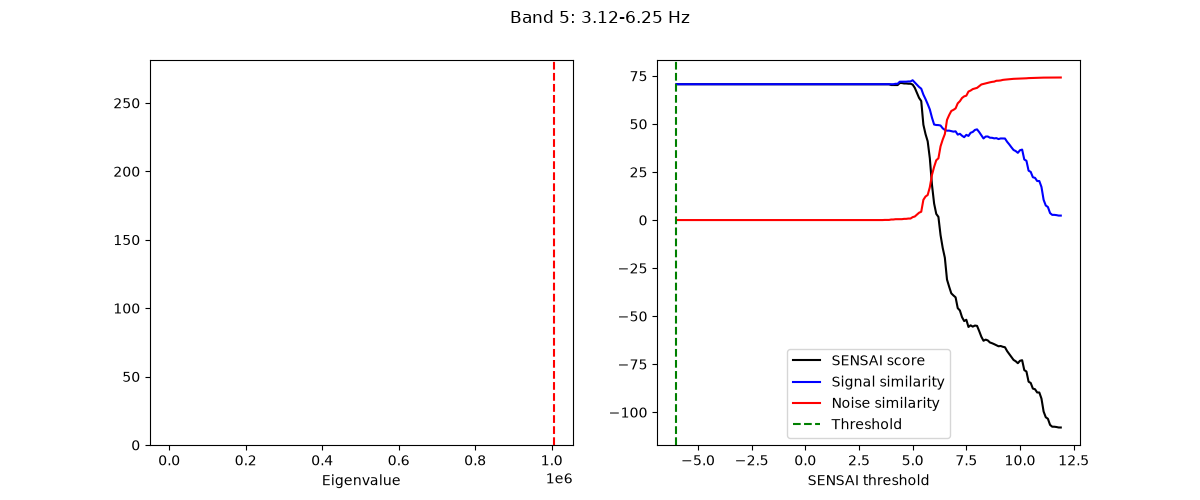 Band 5: 3.12-6.25 Hz
250
200
150
100
50
0
0.0 0.2 0.4 0.6 0.8 1.0
1e6
Eigenvalue
75
50
25
0
−25
−50
−75
−100
SENSAI score
Signal similarity
Noise similarity
Threshold
−5.0 −2.5 0.0 2.5 5.0 7.5 10.0 12.5
SENSAI threshold